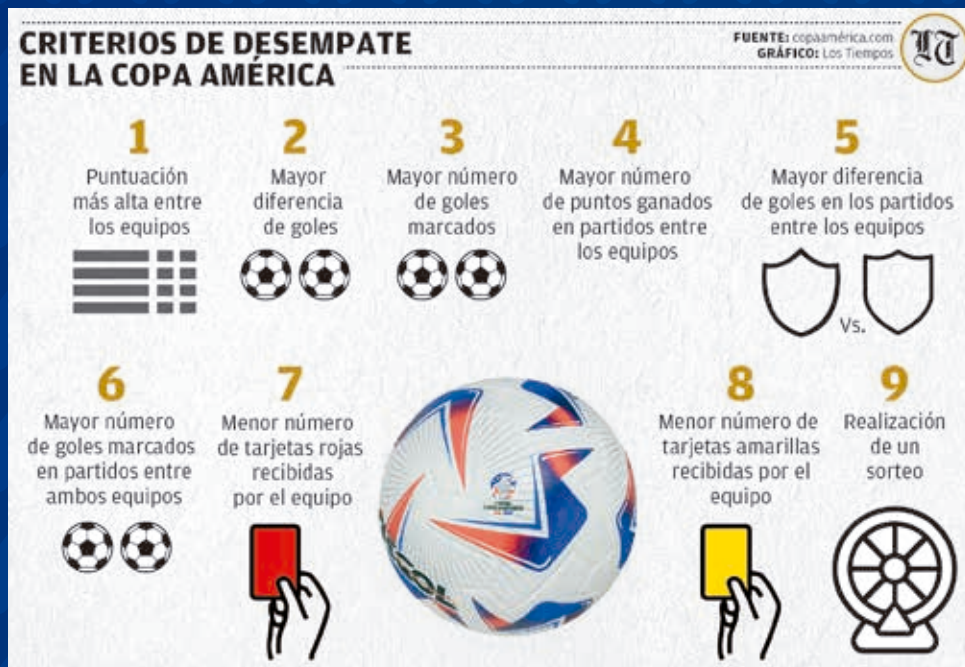 CRITERIOS DE DESEMPATE
EN LA COPA AMÉRICA
FUENTE: copaamérica.com
GRÁFICO: Los Tiempos
LT
1
Puntuación
más alta entre
los equipos
2
Mayor
diferencia
de goles
3
Mayor número
de goles
marcados
4
Mayor número
de puntos ganados
en partidos entre
los equipos
5
Mayor diferencia
de goles en los partidos
entre los equipos
Vs.
6
Mayor número
de goles marcados
en partidos entre
ambos equipos
7
Menor número
de tarjetas rojas
recibidas
por el equipo
8
Menor número de
tarjetas amarillas
recibidas por el
equipo
9
Realización
de un
sorteo